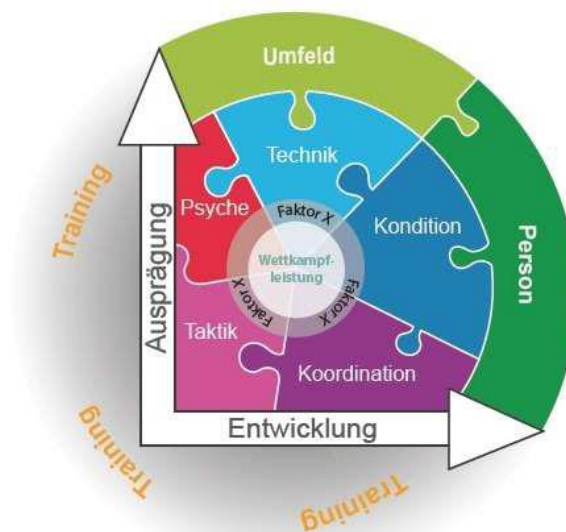 Umfeld
Technik
Psyche
Kondition
Person
Faktor X
Wettkampf-
leistung
Faktor X
Faktor X
Taktik
Koordination
Ausprägung
Entwicklung
Training
Training
Training